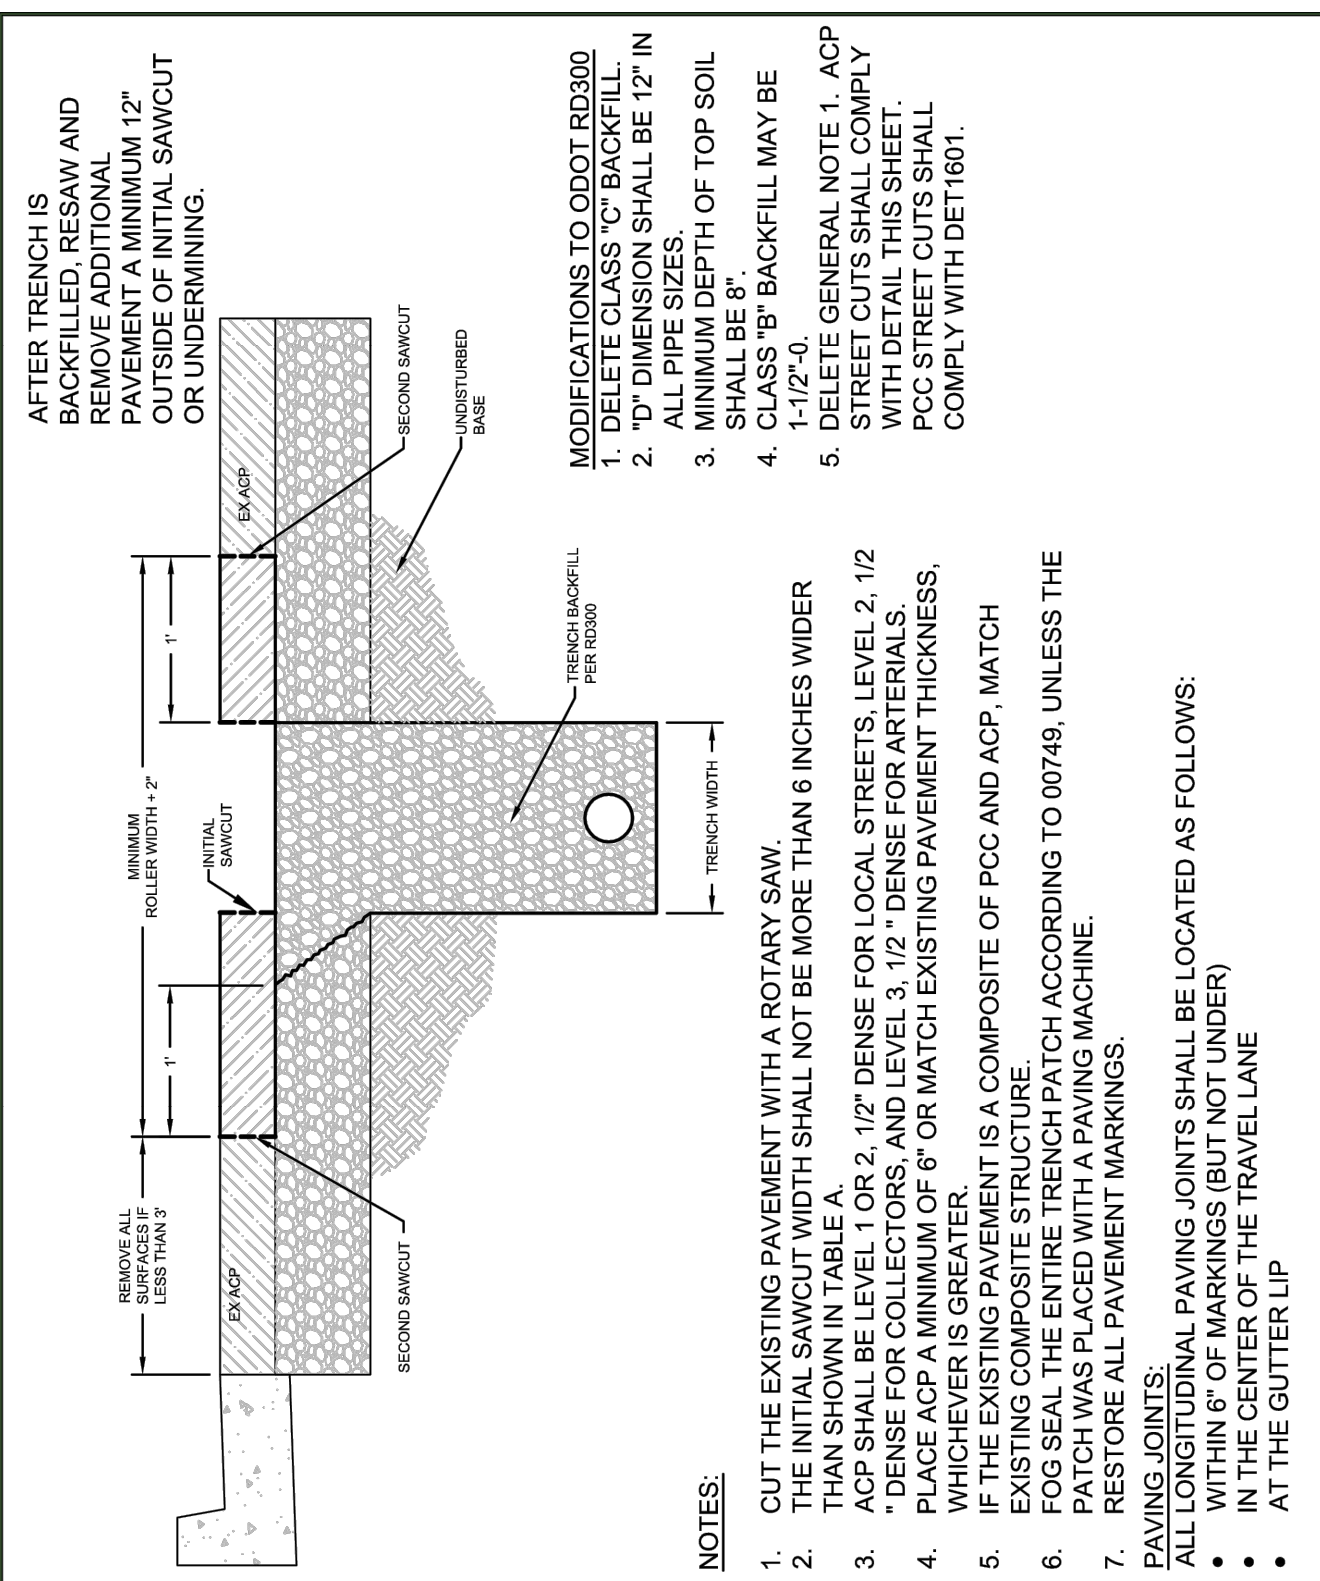 AFTER TRENCH IS
BACKFILLED, RESAW AND
REMOVE ADDITIONAL
PAVEMENT A MINIMUM 12"
OUTSIDE OF INITIAL SAWCUT
OR UNDERMINING.
REMOVE ALL
SURFACES IF
LESS THAN 3'
MINIMUM
ROLLER WIDTH + 2"
1'
1'
INITIAL
SAWCUT
EX ACP
EX ACP
SECOND SAWCUT
SECOND SAWCUT
UNDISTURBED
BASE
TRENCH BACKFILL
PER RD300
TRENCH WIDTH
MODIFICATIONS TO ODOT RD300
1. DELETE CLASS "C" BACKFILL.
2. "D" DIMENSION SHALL BE 12" IN
ALL PIPE SIZES.
3. MINIMUM DEPTH OF TOP SOIL
SHALL BE 8".
4. CLASS "B" BACKFILL MAY BE
1-1/2"-0.
5. DELETE GENERAL NOTE 1. ACP
STREET CUTS SHALL COMPLY
WITH DETAIL THIS SHEET.
PCC STREET CUTS SHALL
COMPLY WITH DET1601.
NOTES:
1. CUT THE EXISTING PAVEMENT WITH A ROTARY SAW.
2. THE INITIAL SAWCUT WIDTH SHALL NOT BE MORE THAN 6 INCHES WIDER
THAN SHOWN IN TABLE A.
3. ACP SHALL BE LEVEL 1 OR 2, 1/2" DENSE FOR LOCAL STREETS, LEVEL 2, 1/2
" DENSE FOR COLLECTORS, AND LEVEL 3, 1/2 " DENSE FOR ARTERIALS.
4. PLACE ACP A MINIMUM OF 6" OR MATCH EXISTING PAVEMENT THICKNESS,
WHICHEVER IS GREATER.
5. IF THE EXISTING PAVEMENT IS A COMPOSITE OF PCC AND ACP, MATCH
EXISTING COMPOSITE STRUCTURE.
6. FOG SEAL THE ENTIRE TRENCH PATCH ACCORDING TO 00749, UNLESS THE
PATCH WAS PLACED WITH A PAVING MACHINE.
7. RESTORE ALL PAVEMENT MARKINGS.
PAVING JOINTS:
ALL LONGITUDINAL PAVING JOINTS SHALL BE LOCATED AS FOLLOWS:
• WITHIN 6" OF MARKINGS (BUT NOT UNDER)
• IN THE CENTER OF THE TRAVEL LANE
• AT THE GUTTER LIP